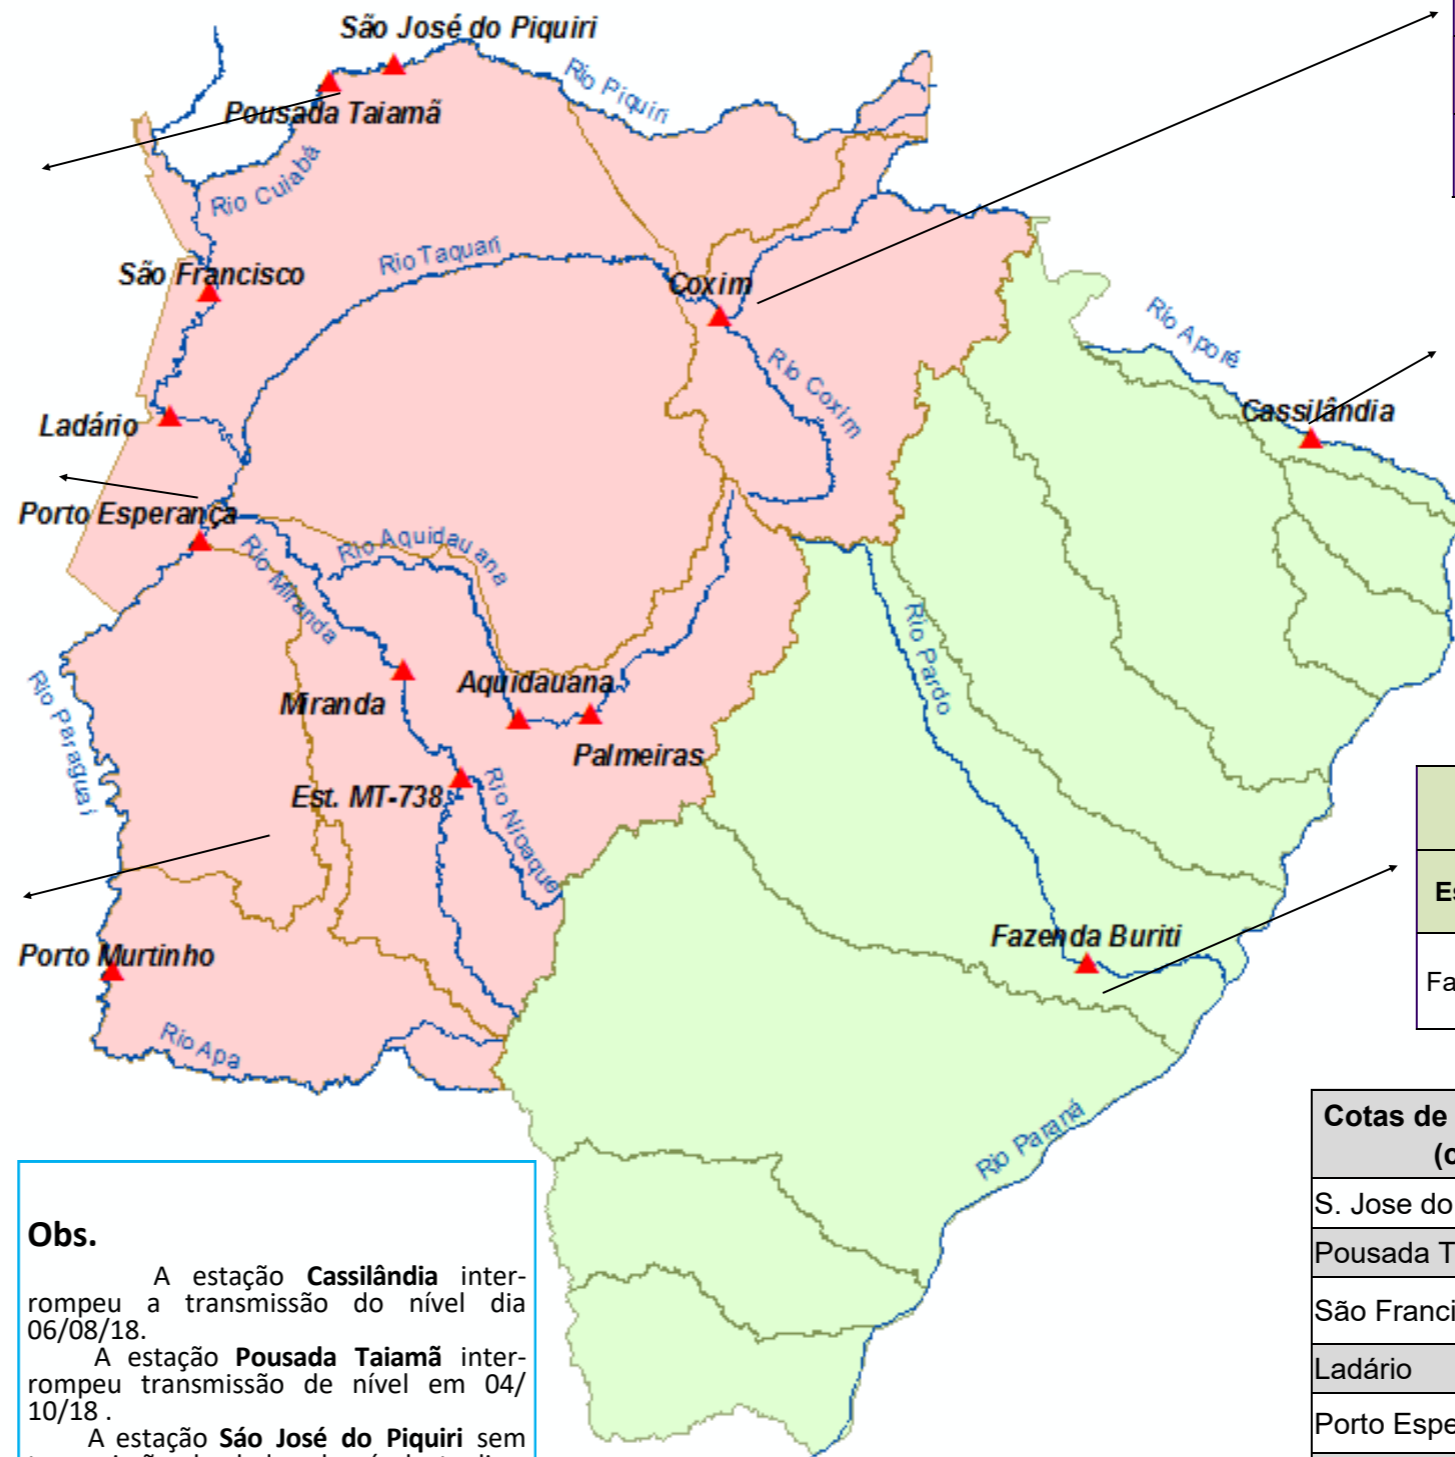 São José do Piquiri
Rio Piquiri
Pousada Taiamã
Rio Cuiabá
Rio Taquari
São Francisco
Coxim
Rio Aporé
Rio Coxim
Cassilândia
Ladário
Porto Esperança
Rio Aquidauana
Rio Miranda
Rio Pardo
Rio Paraguai
Aquidauana
Miranda
Palmeiras
Est. MT-738
Rio Nioaque
Es
Fazenda Buriti
Porto Murtinho
Fa
Rio Apa
Rio Paraná
Cotas de
(c
S. Jose do
Pousada T
São Franci
Ladário
Porto Espe
Obs.
A estação Cassilândia inter-
rompeu a transmissão do nível dia
06/08/18.
A estação Pousada Taiamã inter-
rompeu transmissão de nível em 04/
10/18 .
A estação Sáo José do Piquiri sem